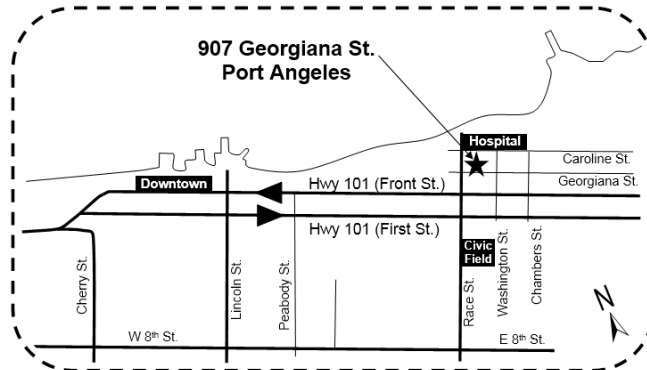 907 Georgiana St.
Port Angeles
Hospital
Caroline St.
Georgiana St.
Downtown
Hwy 101 (Front St.)
Hwy 101 (First St.)
Civic
Field
Cherry St.
Lincoln St.
Peabody St.
Race St.
Washington St.
Chambers St.
N
W 8th St.
E 8th St.